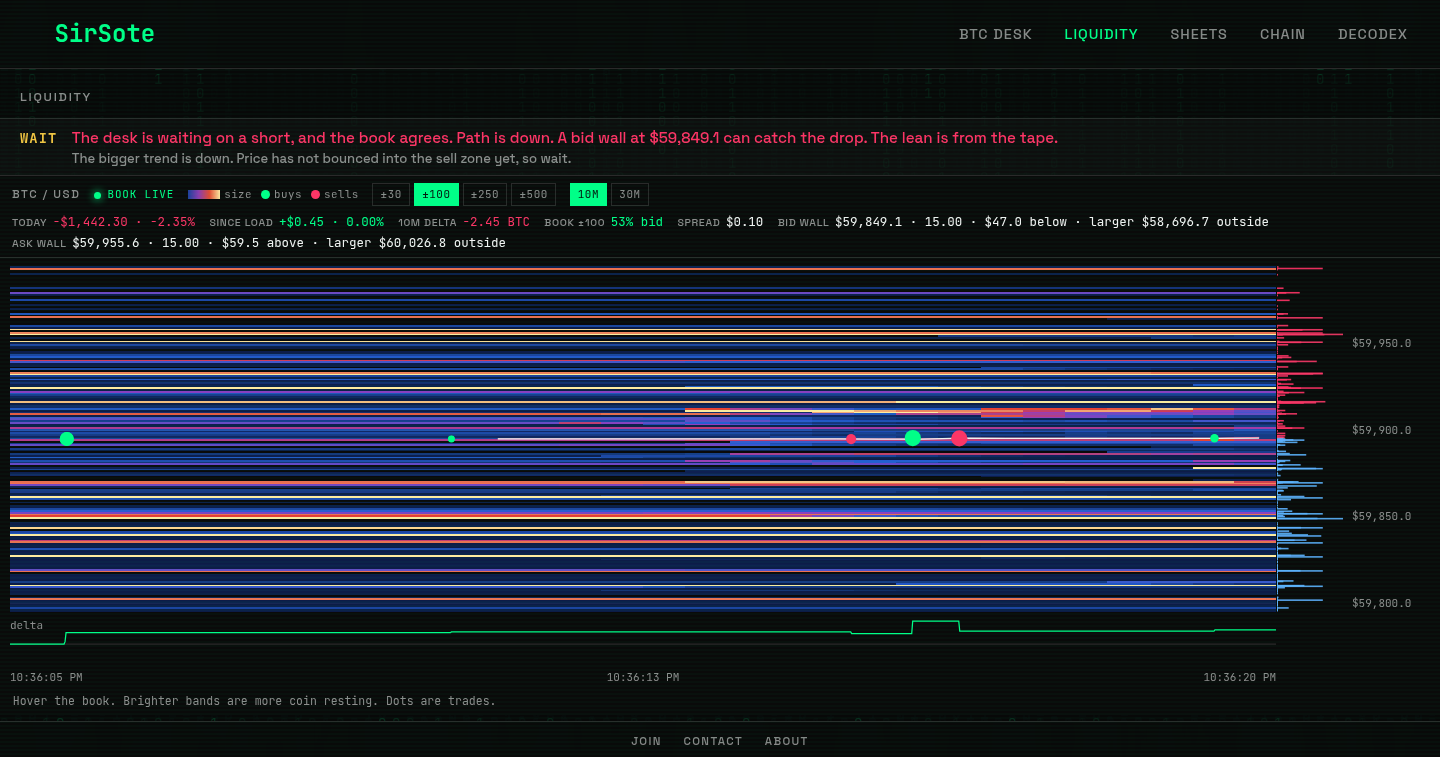 SirSote
BTC DESK LIQUIDITY SHEETS CHAIN DECODEX
LIQUIDITY
WAIT The desk is waiting on a short, and the book agrees. Path is down. A bid wall at $59,849.1 can catch the drop. The lean is from the tape.
The bigger trend is down. Price has not bounced into the sell zone yet, so wait.
BTC / USD BOOK LIVE size buys sells ±30 ±100 ±250 ±500 10M 30M
TODAY -$1,442.30 · -2.35% SINCE LOAD +$0.45 · 0.00% 10M DELTA -2.45 BTC BOOK ±100 53% bid SPREAD $0.10 BID WALL $59,849.1 · 15.00 · $47.0 below · larger $58,696.7 outside
ASK WALL $59,955.6 · 15.00 · $59.5 above · larger $60,026.8 outside
$59,950.0
$59,900.0
$59,850.0
$59,800.0
delta
10:36:05 PM 10:36:13 PM 10:36:20 PM
Hover the book. Brighter bands are more coin resting. Dots are trades.
JOIN CONTACT ABOUT